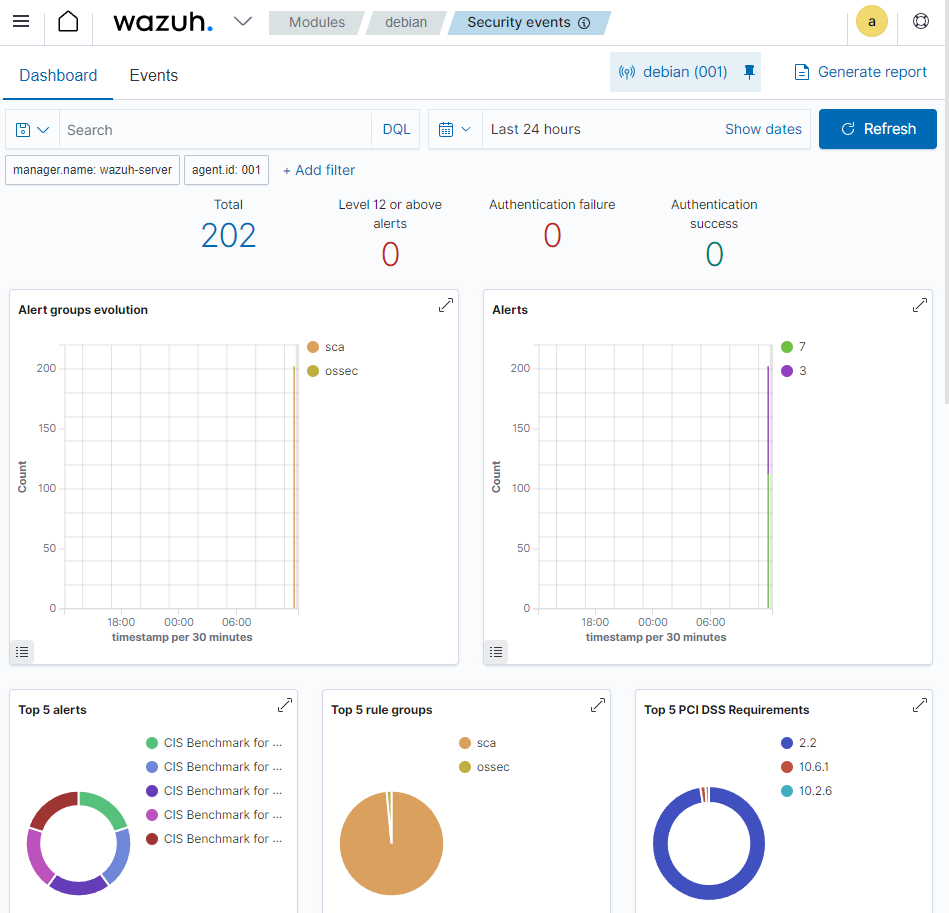 wazuh.
Modules
debian
Security events
a
Dashboard
Events
debian (001)
Generate report
Search
DQL
Last 24 hours
Show dates
Refresh
manager.name: wazuh-server
agent.id: 001
+ Add filter
Total
202
Level 12 or above
alerts
0
Authentication failure
0
Authentication
success
0
Alert groups evolution
sca
ossec
200
150
100
50
0
Count
18:00
00:00
06:00
timestamp per 30 minutes
Alerts
7
3
200
150
100
50
0
Count
18:00
00:00
06:00
timestamp per 30 minutes
Top 5 alerts
CIS Benchmark for ...
CIS Benchmark for ...
CIS Benchmark for ...
CIS Benchmark for ...
CIS Benchmark for ...
Top 5 rule groups
sca
ossec
Top 5 PCI DSS Requirements
2.2
10.6.1
10.2.6